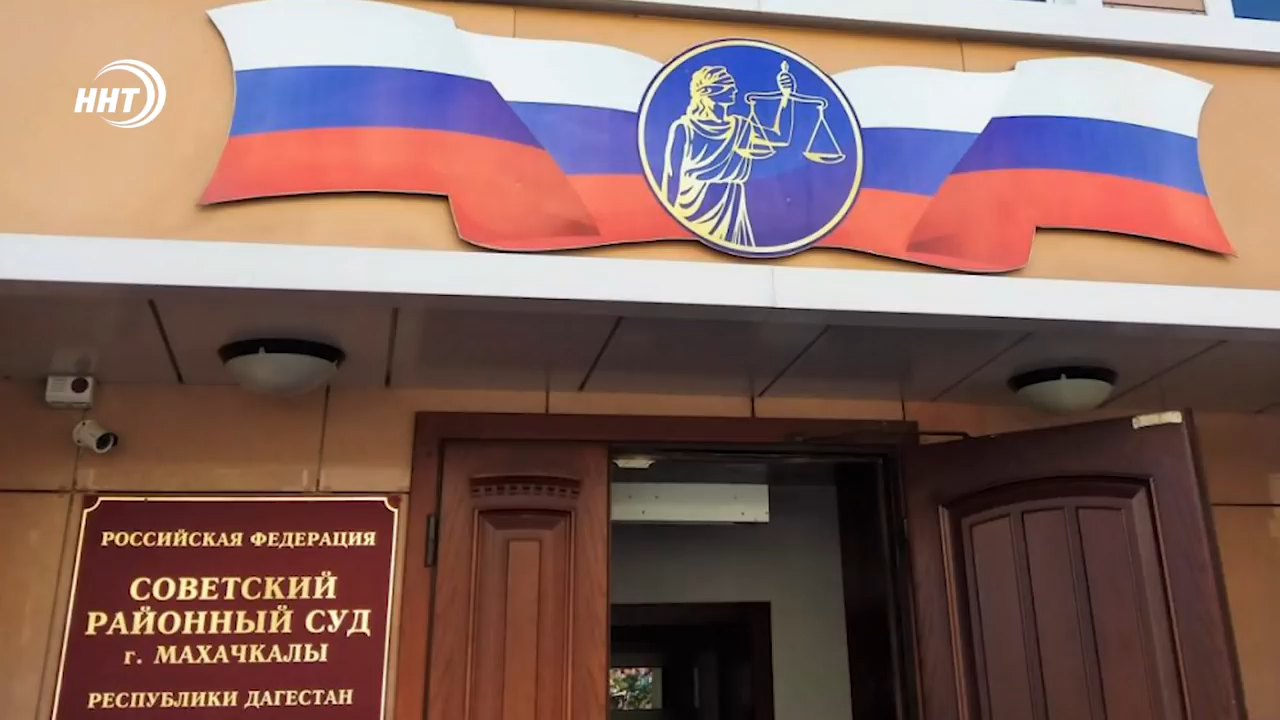 ННТ
РОССИЙСКАЯ ФЕДЕРАЦИЯ
СОВЕТСКИЙ
РАЙОННЫЙ СУД
г. МАХАЧКАЛЫ
РЕСПУБЛИКИ ДАГЕСТАН